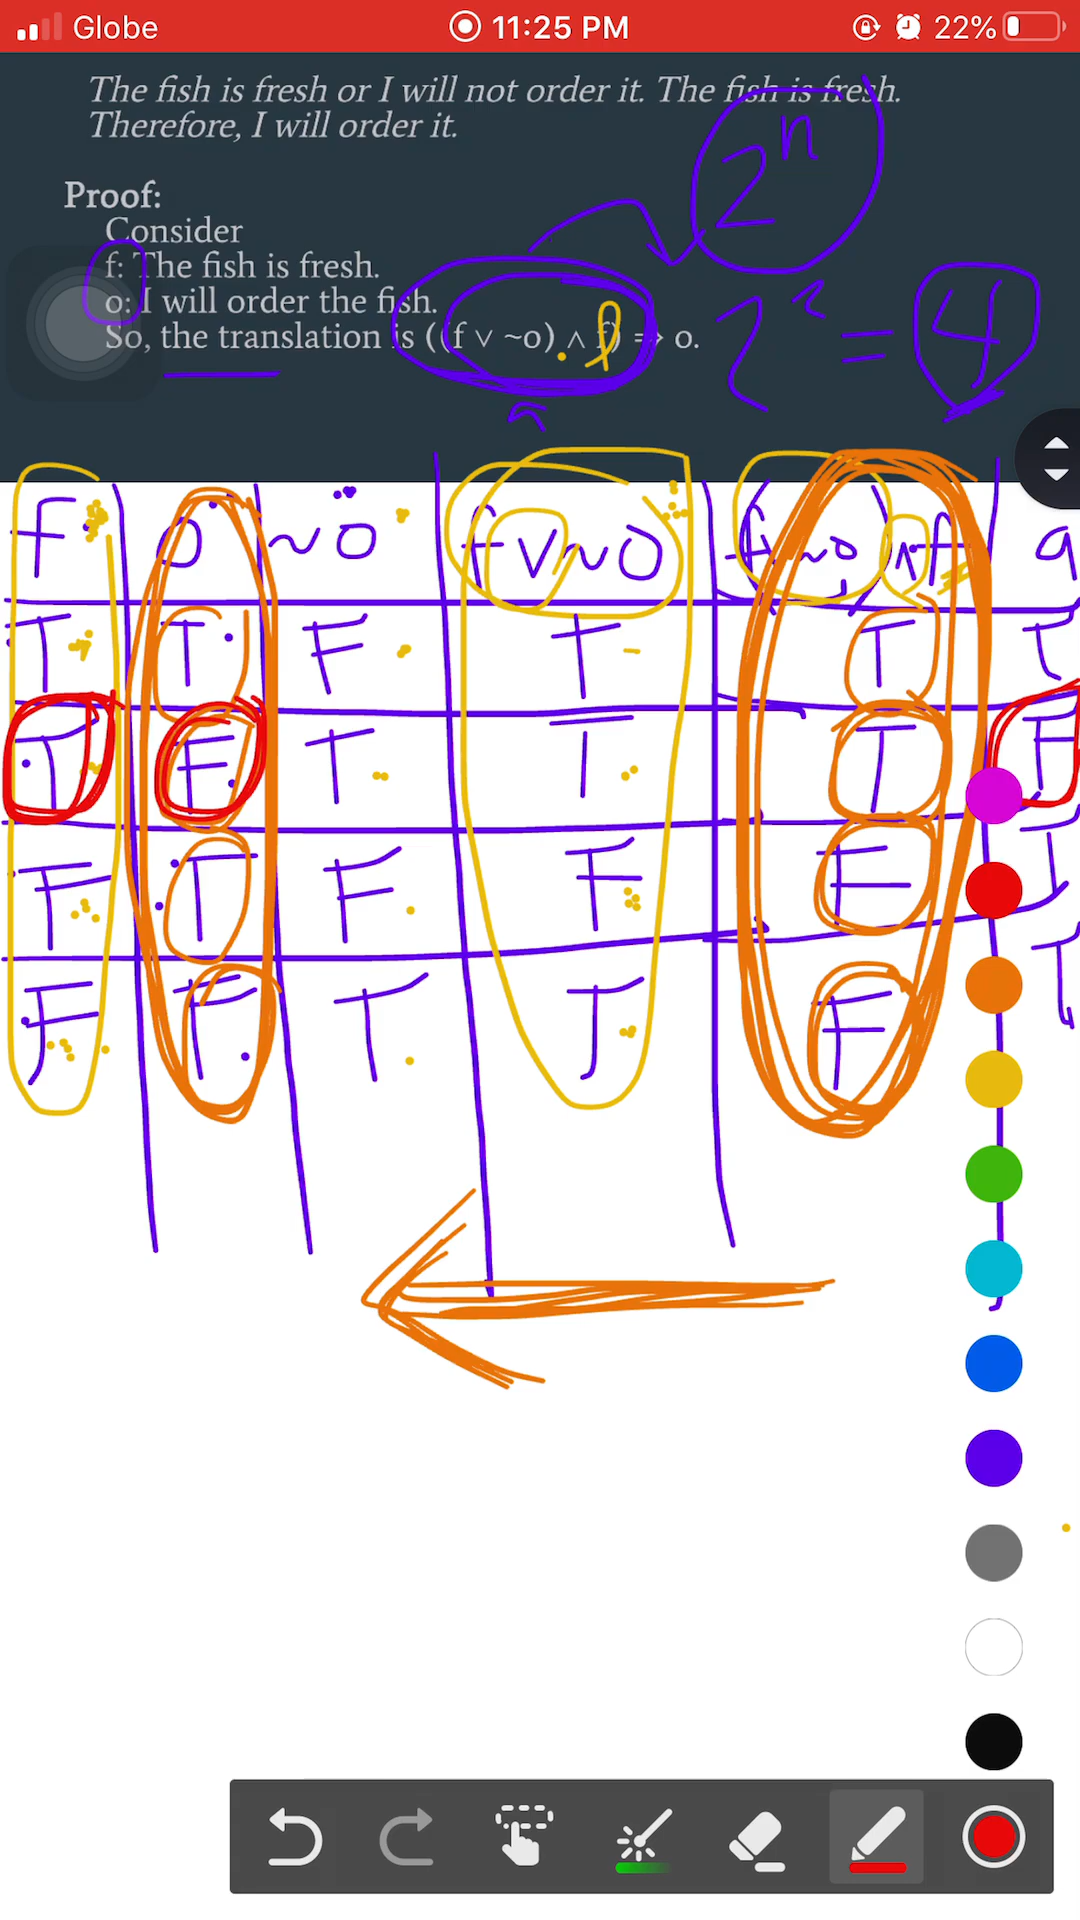 Globe 11:25 PM 22%
The fish is fresh or I will not order it. The fish is fresh.
Therefore, I will order it.
2ⁿ
Proof:
Consider
f: The fish is fresh.
o: I will order the fish.
So, the translation is ((f ∨ ~o) ∧ f) => o.
2² = 4
f o ~o f∨~o (f∨~o)∧f
T T F T T T
T F T T T F
F T F F F T
F F T T F T